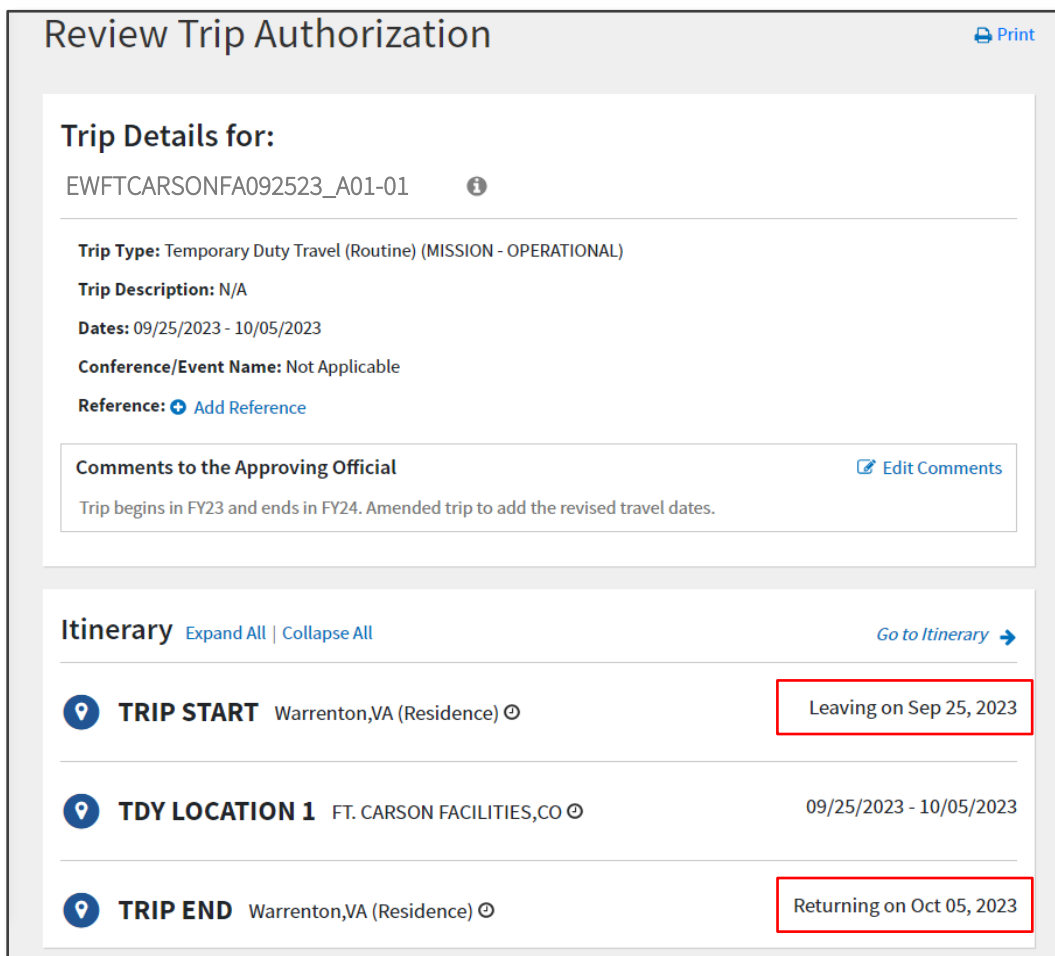 Review Trip Authorization
Print
Trip Details for:
EWFTCARSONFA092523_A01-01
Trip Type: Temporary Duty Travel (Routine) (MISSION - OPERATIONAL)
Trip Description: N/A
Dates: 09/25/2023 - 10/05/2023
Conference/Event Name: Not Applicable
Reference: Add Reference
Comments to the Approving Official
Edit Comments
Trip begins in FY23 and ends in FY24. Amended trip to add the revised travel dates.
Itinerary Expand All | Collapse All
Go to Itinerary
TRIP START Warrenton,VA (Residence)
Leaving on Sep 25, 2023
TDY LOCATION 1 FT. CARSON FACILITIES,CO
09/25/2023 - 10/05/2023
TRIP END Warrenton,VA (Residence)
Returning on Oct 05, 2023